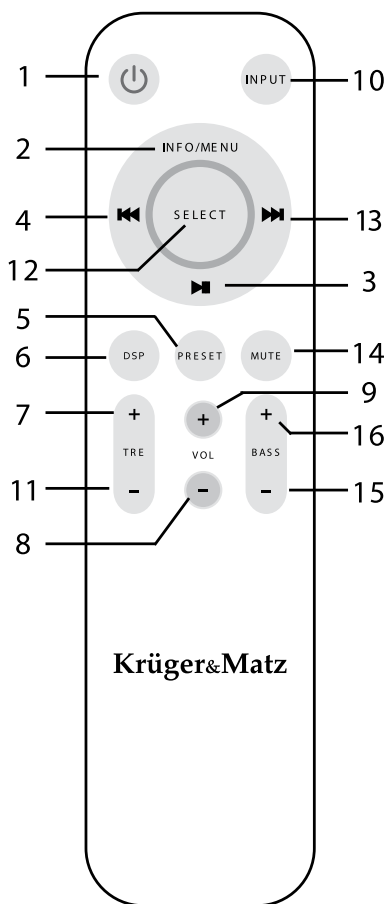 1
INPUT
10
2
INFO/MENU
4
SELECT
13
12
3
5
6
DSP
PRESET
MUTE
14
9
7
+
+
+
16
TRE
VOL
BASS
11
-
-
-
15
8
Krüger&Matz